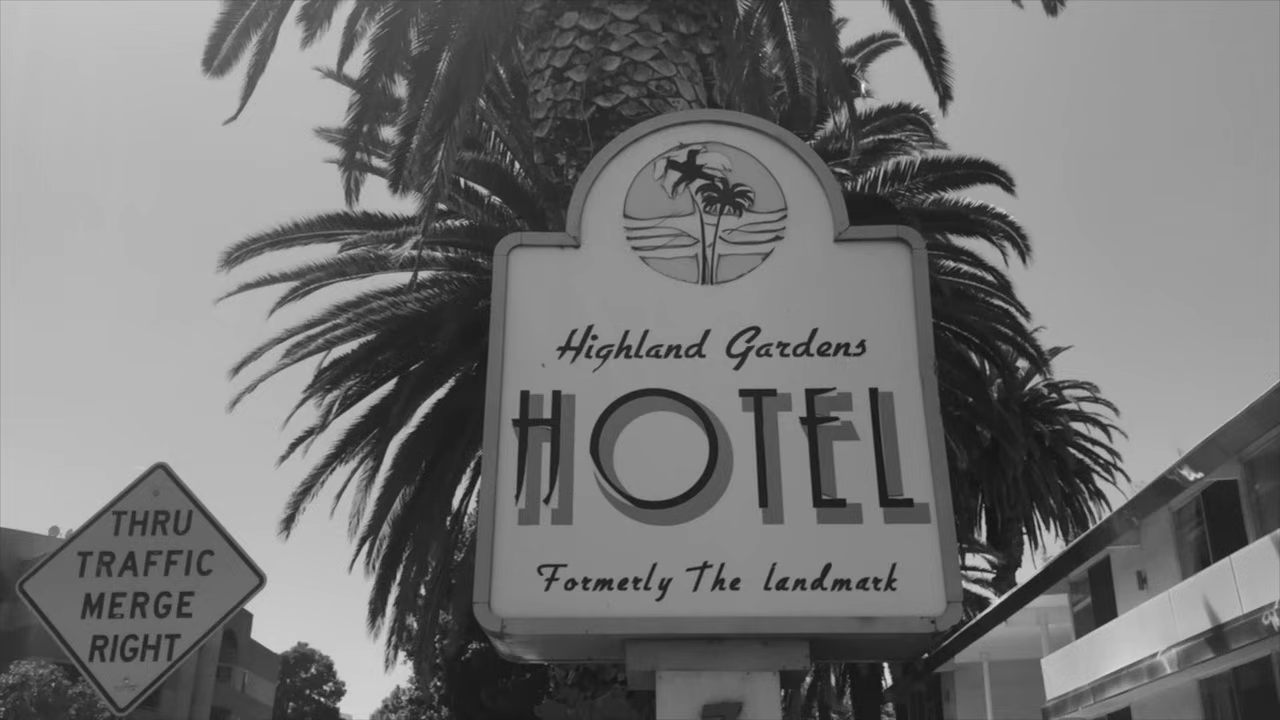 Highland Gardens
HOTEL
Formerly The Landmark
THRU
TRAFFIC
MERGE
RIGHT